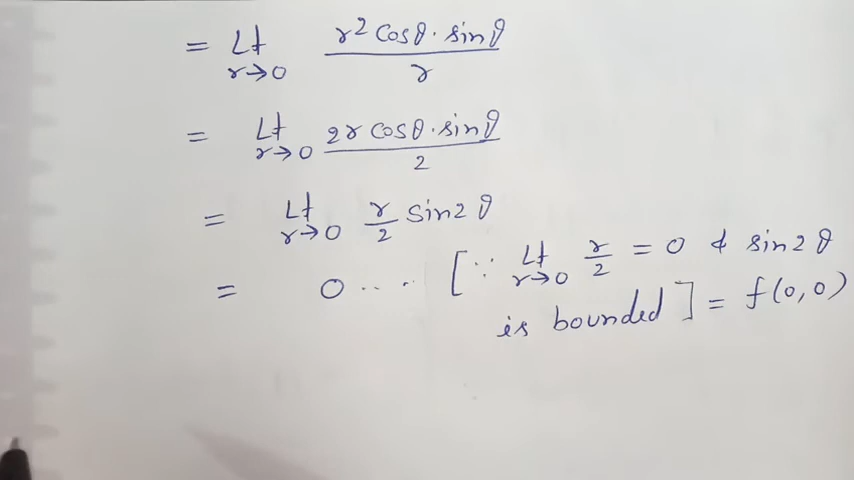 = Lt r→0 r² cosθ · sinθ / r
= Lt r→0 2r cosθ · sinθ / 2
= Lt r→0 r/2 sin2θ
= 0 ... [∵ Lt r→0 r/2 = 0 & sin2θ
is bounded] = f(0,0)